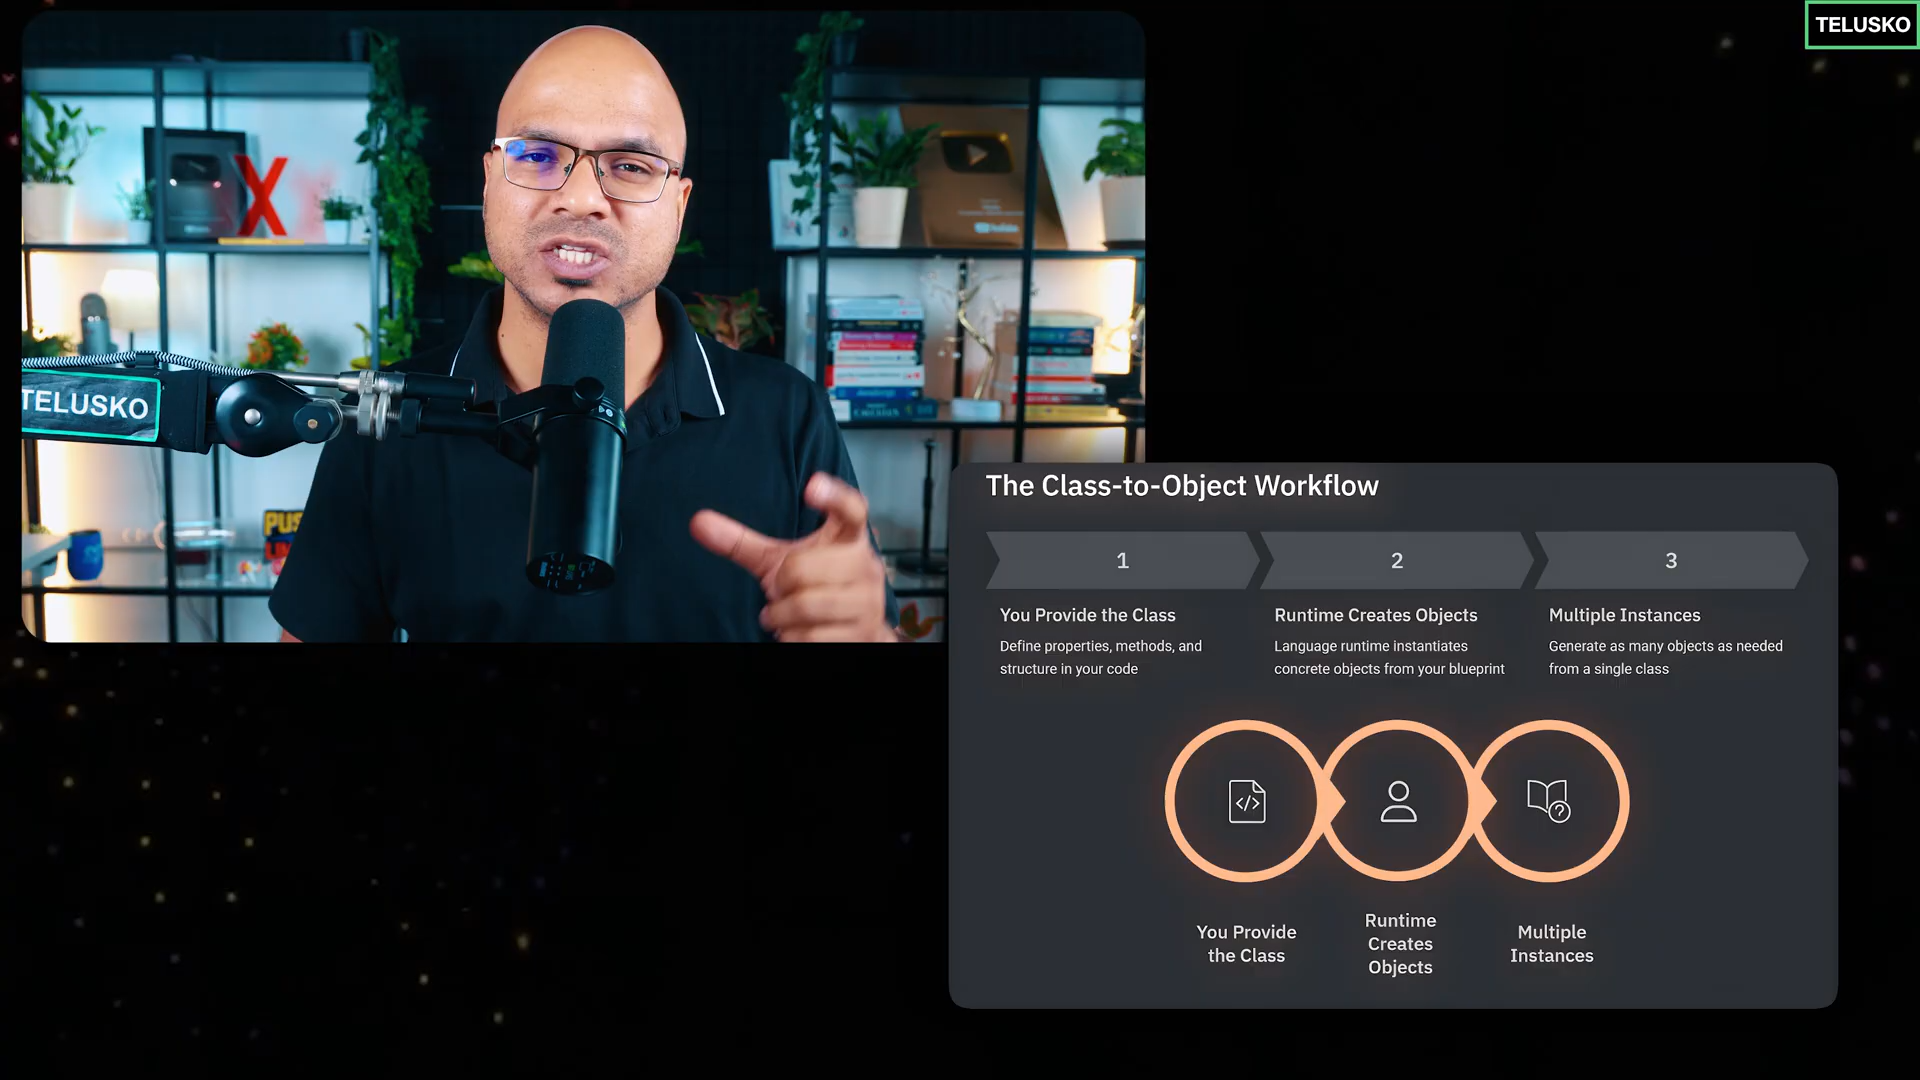 TELUSKO
TELUSKO
The Class-to-Object Workflow
1
2
3
You Provide the Class
Define properties, methods, and
structure in your code
Runtime Creates Objects
Language runtime instantiates
concrete objects from your blueprint
Multiple Instances
Generate as many objects as needed
from a single class
</>
?
You Provide
the Class
Runtime
Creates
Objects
Multiple
Instances